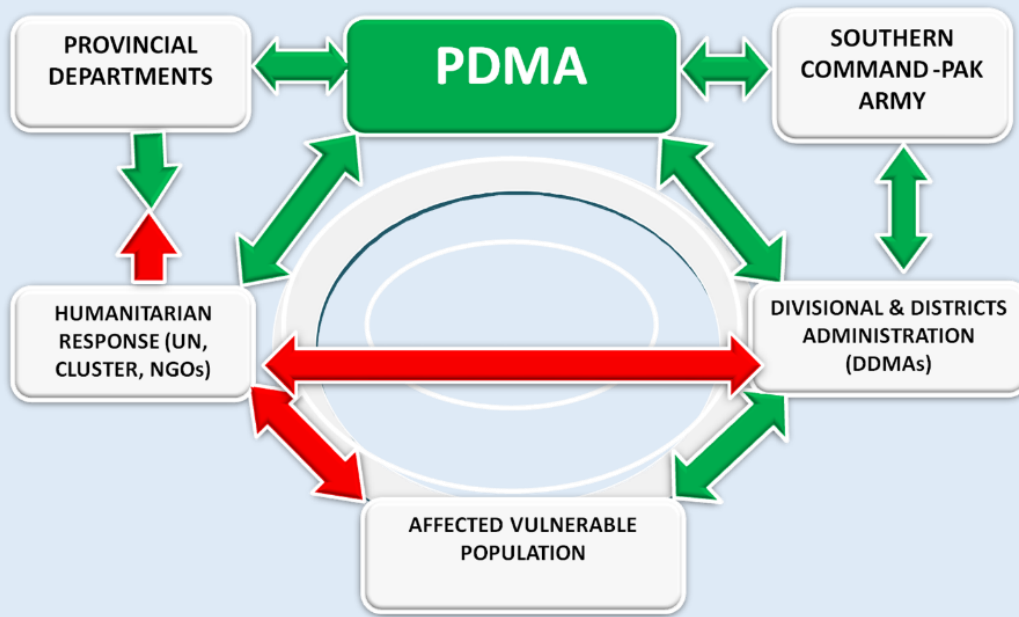 PROVINCIAL
DEPARTMENTS
PDMA
SOUTHERN
COMMAND -PAK
ARMY
HUMANITARIAN
RESPONSE (UN,
CLUSTER, NGOs)
DIVISIONAL & DISTRICTS
ADMINISTRATION
(DDMAs)
AFFECTED VULNERABLE
POPULATION